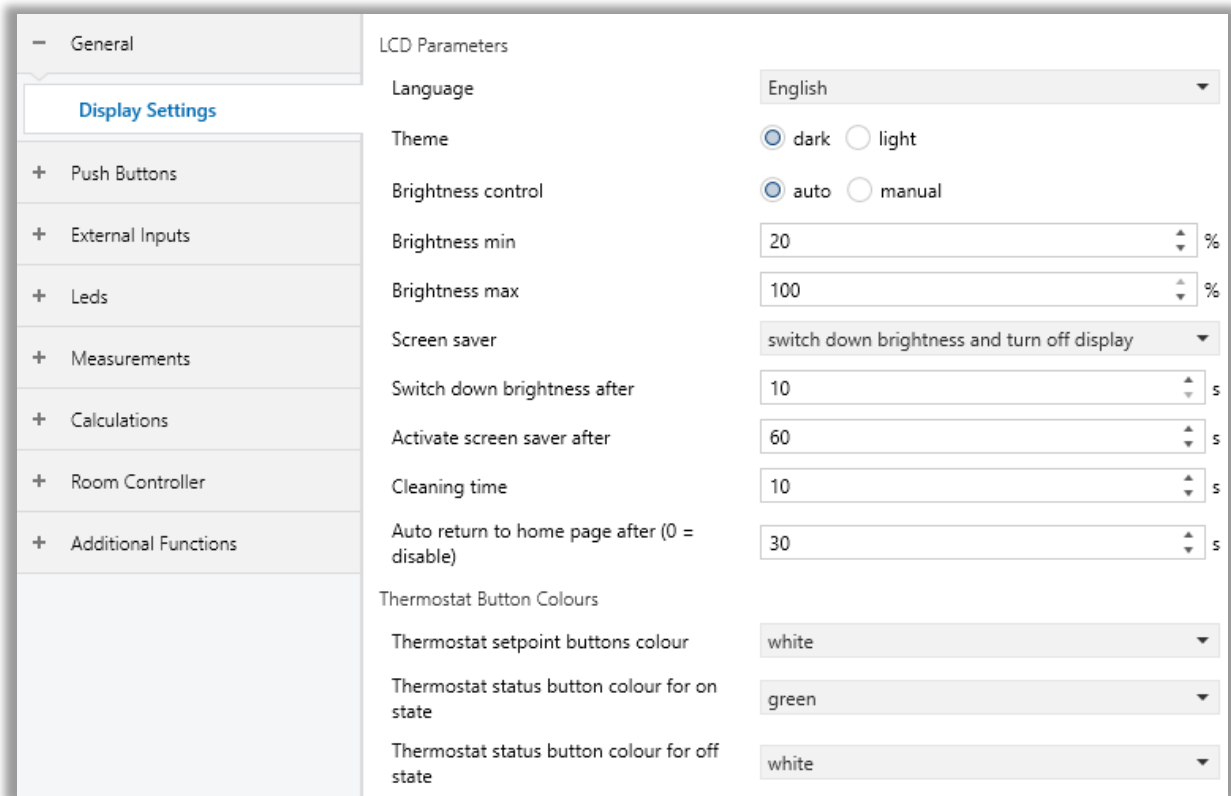 General
Display Settings
Push Buttons
External Inputs
Leds
Measurements
Calculations
Room Controller
Additional Functions
LCD Parameters
Language English
Theme dark light
Brightness control auto manual
Brightness min 20 %
Brightness max 100 %
Screen saver switch down brightness and turn off display
Switch down brightness after 10 s
Activate screen saver after 60 s
Cleaning time 10 s
Auto return to home page after (0 =
disable) 30 s
Thermostat Button Colours
Thermostat setpoint buttons colour white
Thermostat status button colour for on
state green
Thermostat status button colour for off
state white